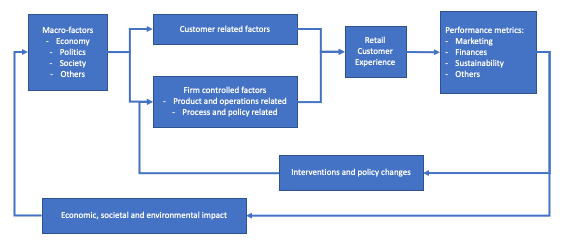 Macro-factors
- Economy
- Politics
- Society
- Others
Customer related factors
Firm controlled factors
- Product and operations related
- Process and policy related
Retail
Customer
Experience
Performance metrics:
- Marketing
- Finances
- Sustainability
- Others
Interventions and policy changes
Economic, societal and environmental impact